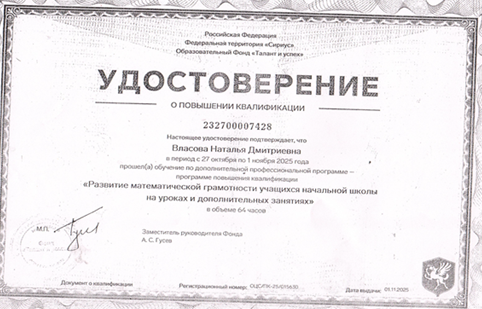 Российская Федерация
Федеральная территория «Сириус»
Образовательный Фонд «Талант и успех»
УДОСТОВЕРЕНИЕ
О ПОВЫШЕНИИ КВАЛИФИКАЦИИ
232700007428
Настоящее удостоверение подтверждает, что
Власова Наталья Дмитриевна
в период с 27 октября по 1 ноября 2025 года
прошел(а) обучение по дополнительной профессиональной программе –
программе повышения квалификации
«Развитие математической грамотности учащихся начальной школы
на уроках и дополнительных занятиях»
в объеме 64 часов
М.П.
Заместитель руководителя Фонда
А. С. Гусев
Документ о квалификации
Регистрационный номер:
Дата выдачи: 01.11.2025